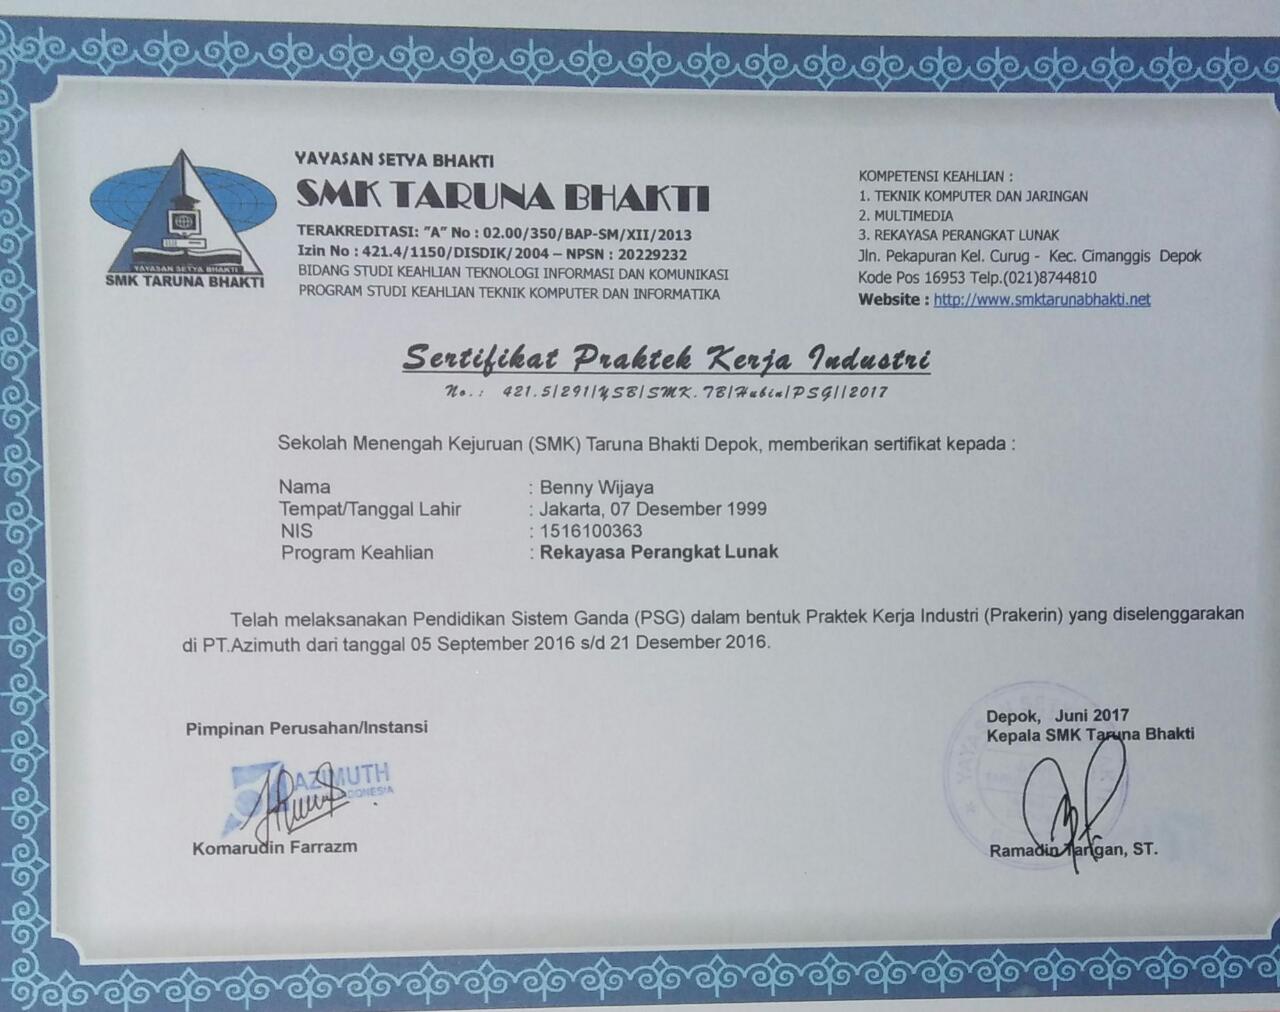 YAYASAN SETYA BHAKTI
SMK TARUNA BHAKTI
TERAKREDITASI: "A" No : 02.00/350/BAP-SM/XII/2013
Izin No : 421.4/1150/DISDIK/2004 – NPSN : 20229232
BIDANG STUDI KEAHLIAN TEKNOLOGI INFORMASI DAN KOMUNIKASI
PROGRAM STUDI KEAHLIAN TEKNIK KOMPUTER DAN INFORMATIKA
YAYASAN SETYA BHAKTI
SMK TARUNA BHAKTI
KOMPETENSI KEAHLIAN :
1. TEKNIK KOMPUTER DAN JARINGAN
2. MULTIMEDIA
3. REKAYASA PERANGKAT LUNAK
Jln. Pekapuran Kel. Curug - Kec. Cimanggis Depok
Kode Pos 16953 Telp.(021)8744810
Website : http://www.smktarunabhakti.net
Sertifikat Praktek Kerja Industri
No.: 421.5/291/YSB/SMK.TB/Hubin/PSG//2017
Sekolah Menengah Kejuruan (SMK) Taruna Bhakti Depok, memberikan sertifikat kepada :
Nama : Benny Wijaya
Tempat/Tanggal Lahir : Jakarta, 07 Desember 1999
NIS : 1516100363
Program Keahlian : Rekayasa Perangkat Lunak
Telah melaksanakan Pendidikan Sistem Ganda (PSG) dalam bentuk Praktek Kerja Industri (Prakerin) yang diselenggarakan
di PT.Azimuth dari tanggal 05 September 2016 s/d 21 Desember 2016.
Pimpinan Perusahan/Instansi
AZIMUTH
INDONESIA
Komarudin Farrazm
Depok, Juni 2017
Kepala SMK Taruna Bhakti
Ramadin Tarigan, ST.